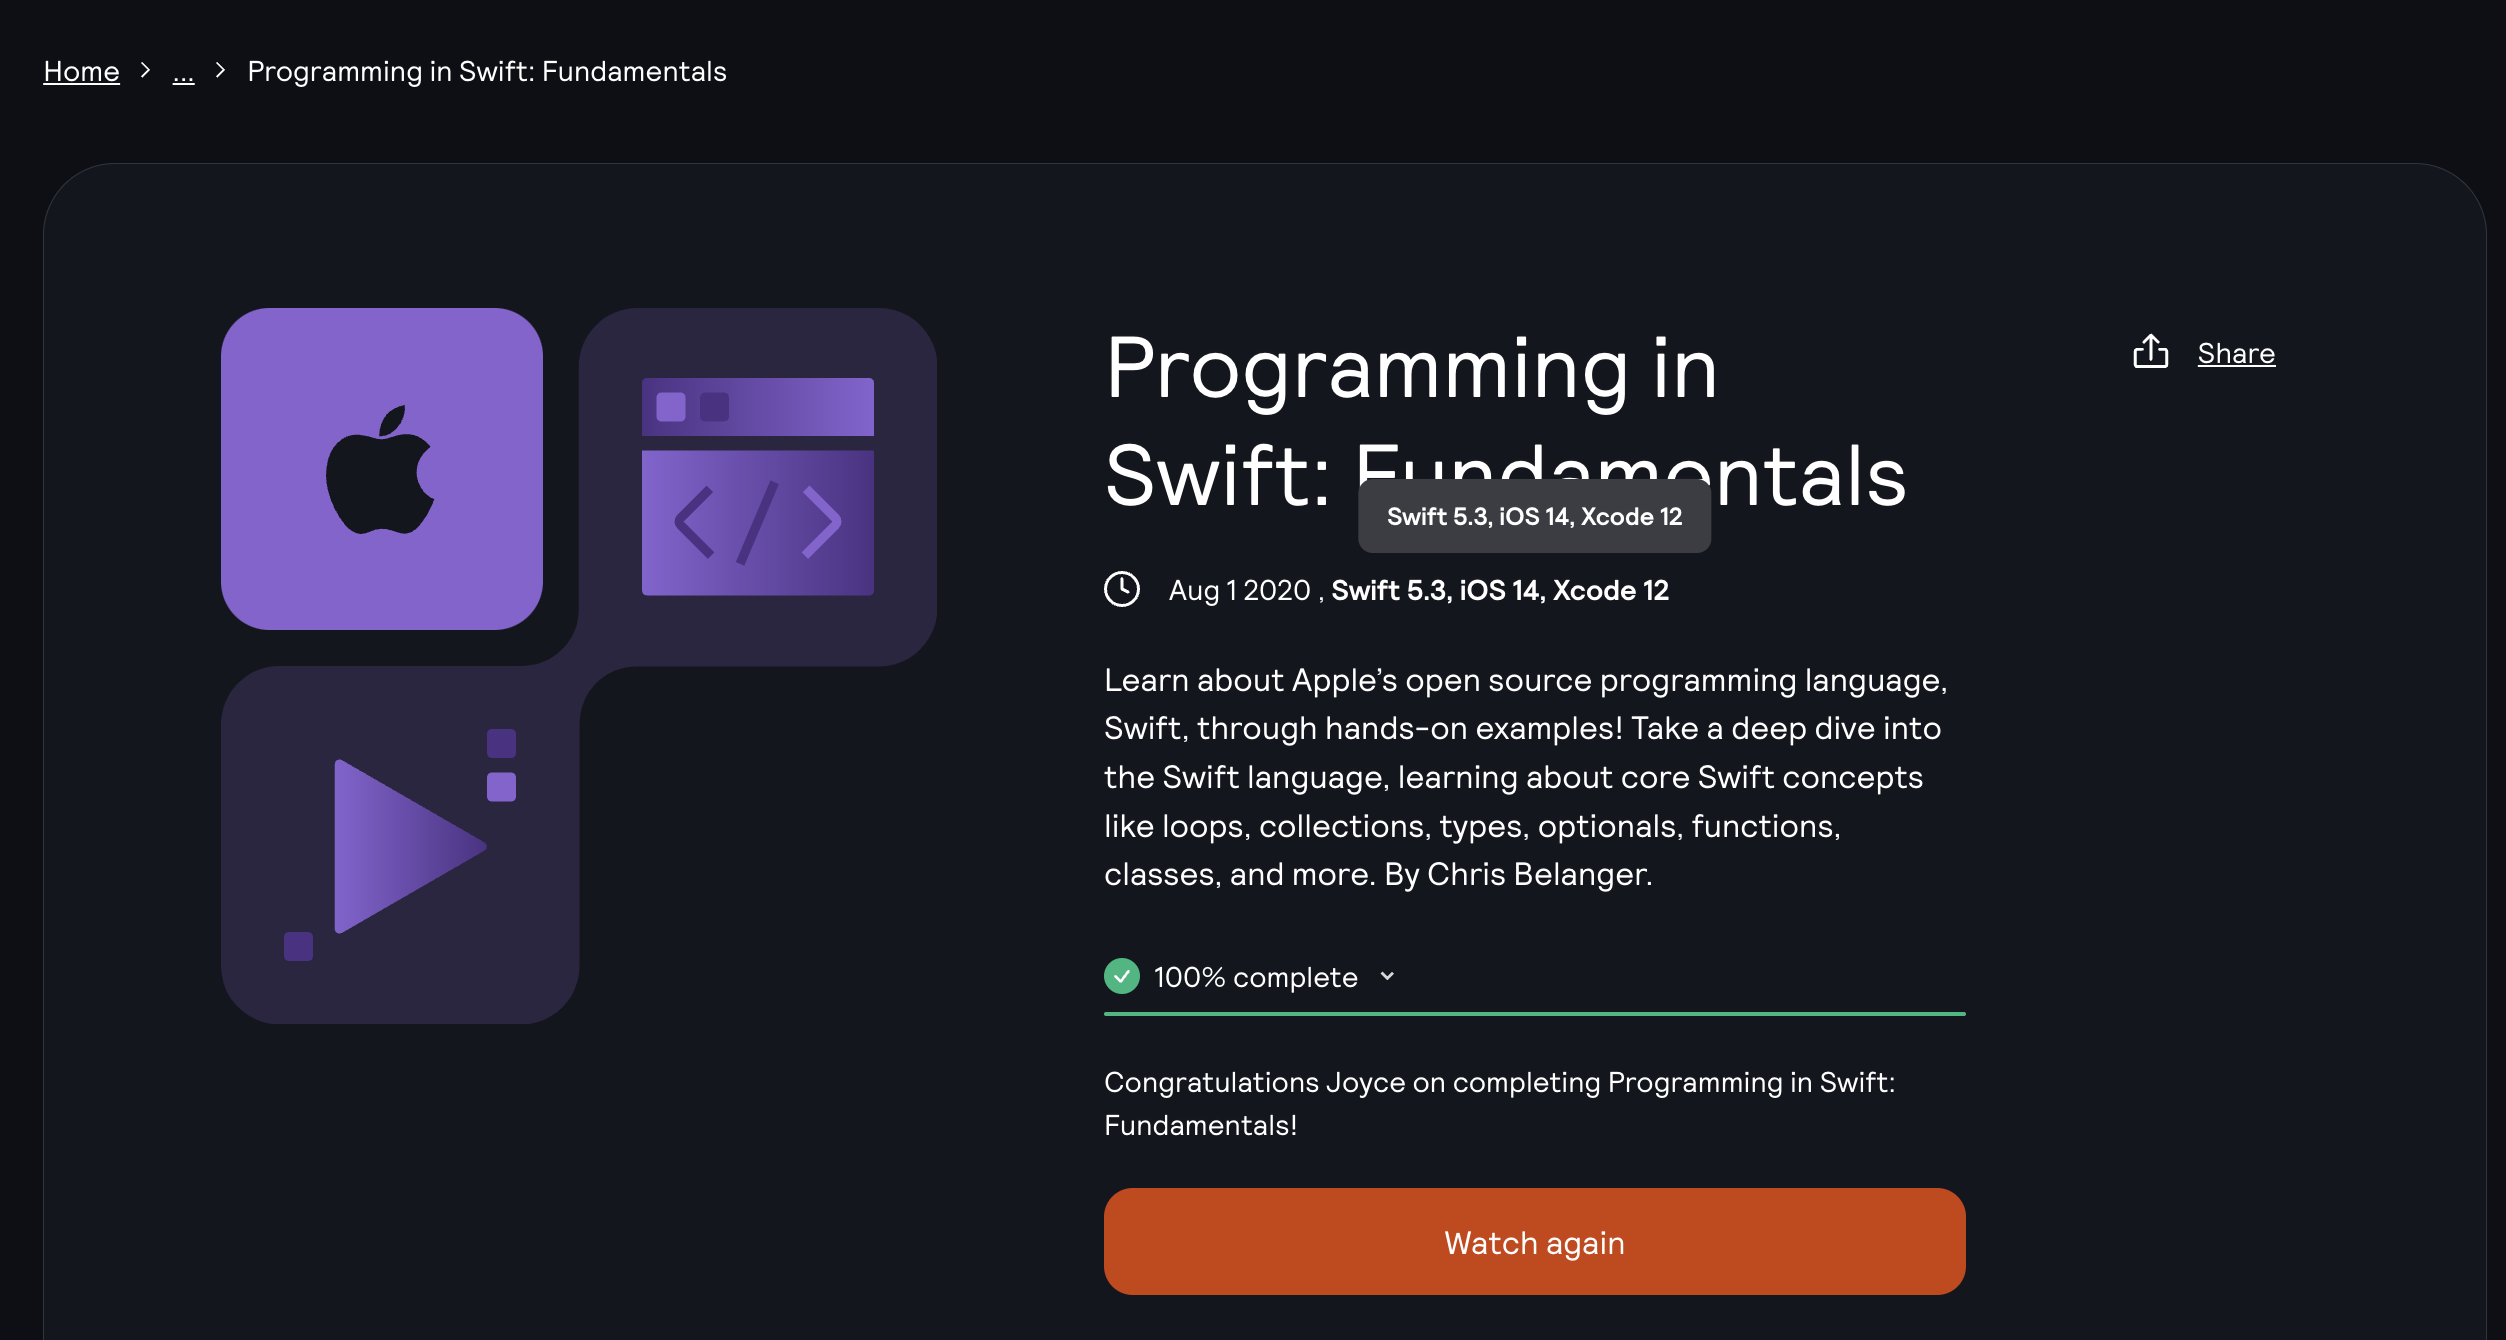 Home > ... > Programming in Swift: Fundamentals
Programming in
Swift: Fundamentals
Share
Swift 5.3, iOS 14, Xcode 12
Aug 1 2020 , Swift 5.3, iOS 14, Xcode 12
Learn about Apple’s open source programming language,
Swift, through hands-on examples! Take a deep dive into
the Swift language, learning about core Swift concepts
like loops, collections, types, optionals, functions,
classes, and more. By Chris Belanger.
100% complete
Congratulations Joyce on completing Programming in Swift:
Fundamentals!
Watch again